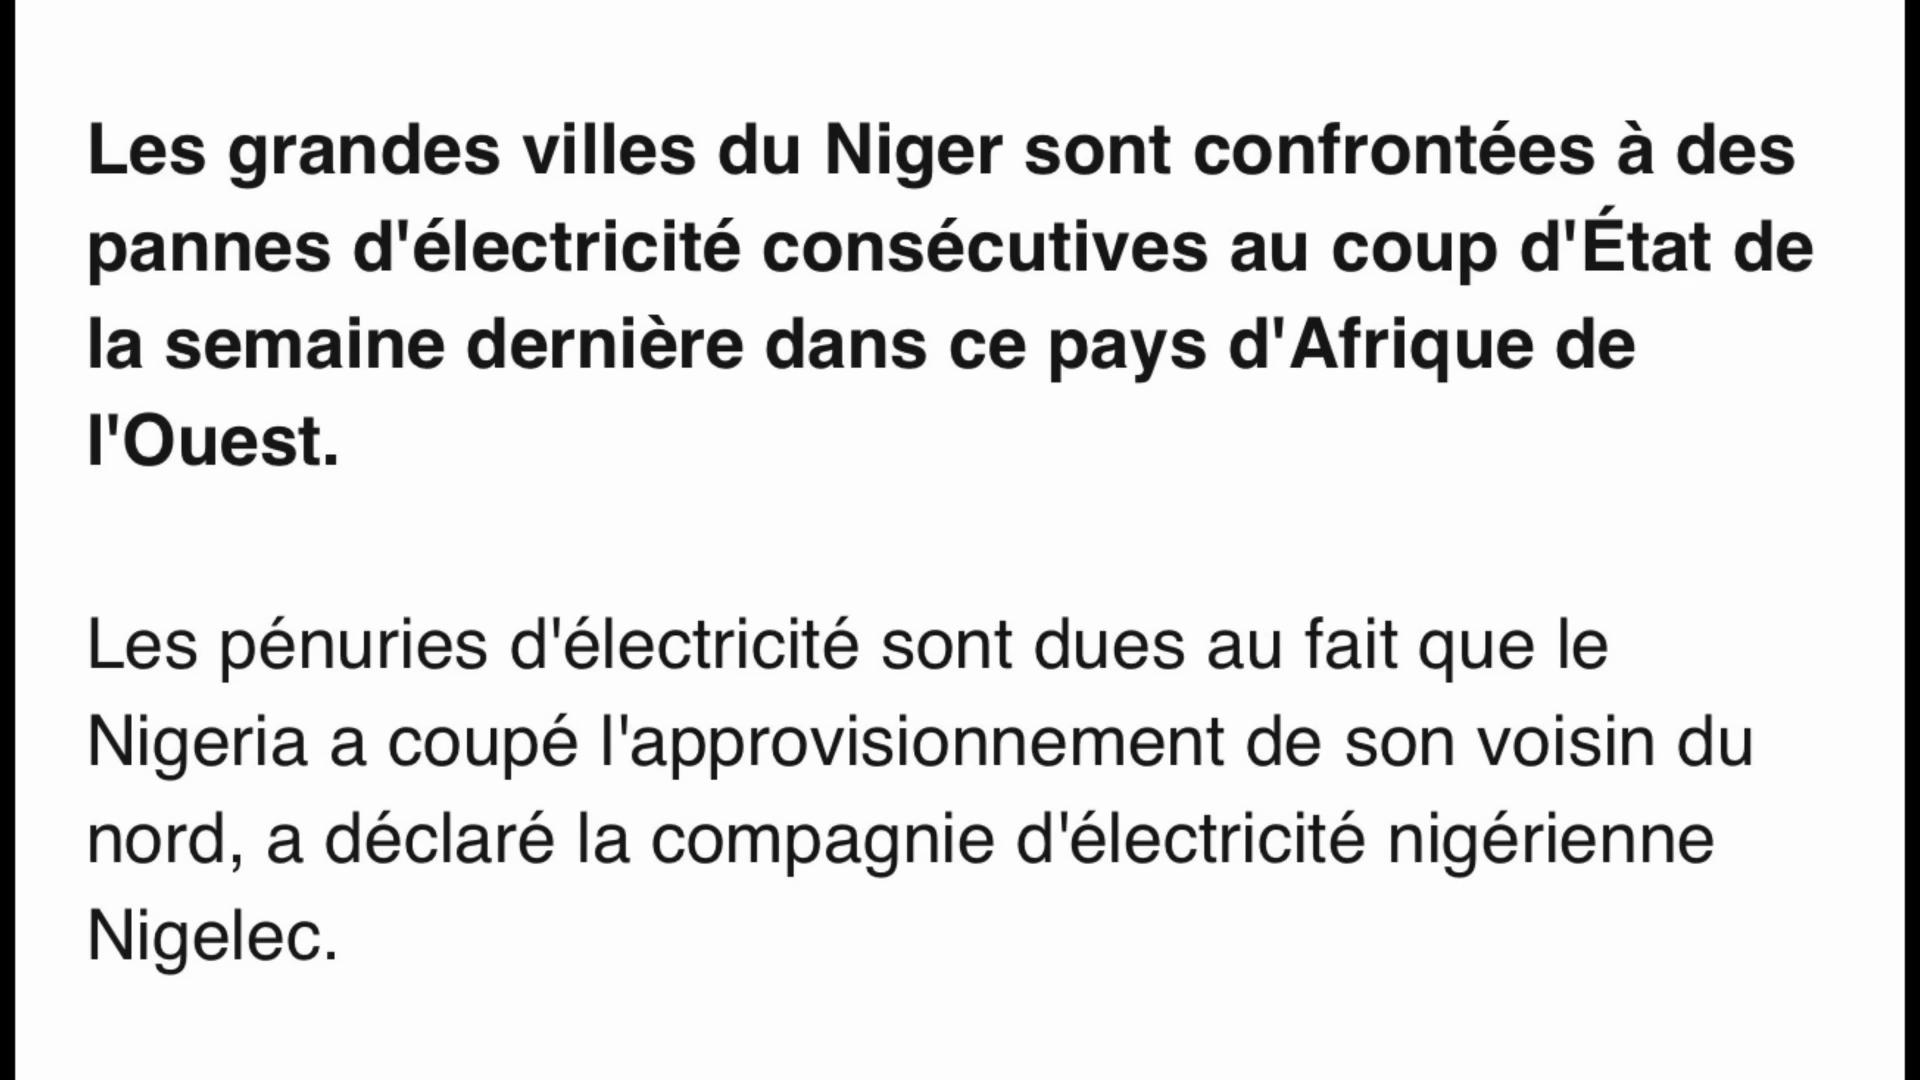 Les grandes villes du Niger sont confrontées à des
pannes d'électricité consécutives au coup d'État de
la semaine dernière dans ce pays d'Afrique de
l'Ouest.
Les pénuries d'électricité sont dues au fait que le
Nigeria a coupé l'approvisionnement de son voisin du
nord, a déclaré la compagnie d'électricité nigérienne
Nigelec.